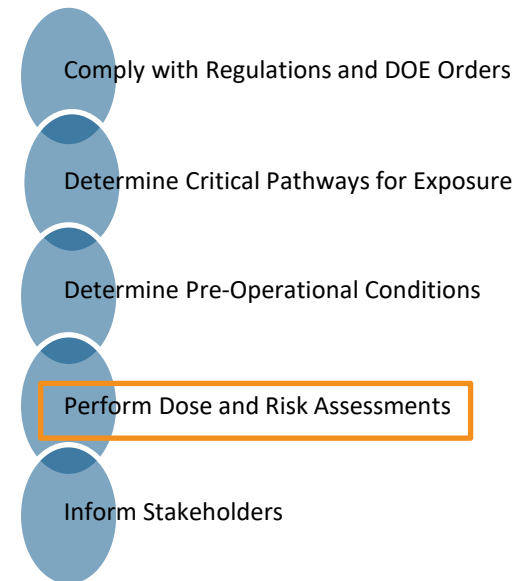 Comply with Regulations and DOE Orders
Determine Critical Pathways for Exposure
Determine Pre-Operational Conditions
Perform Dose and Risk Assessments
Inform Stakeholders